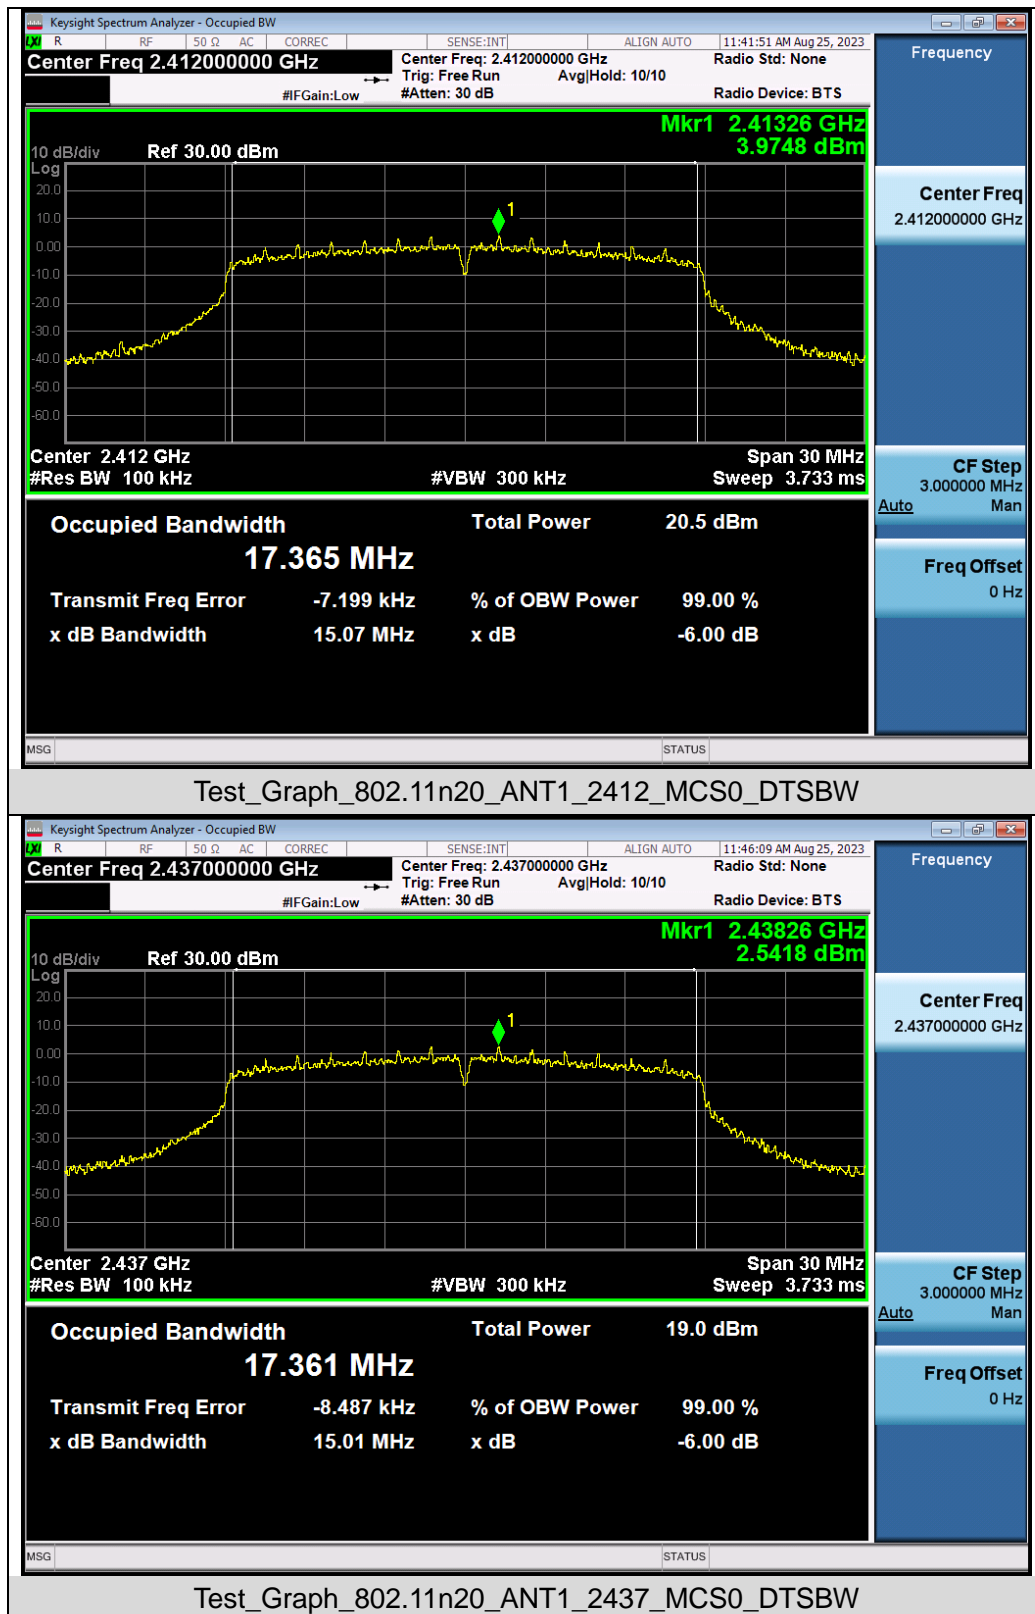 Keysight Spectrum Analyzer - Occupied BW
LXI R RF 50 Ω AC CORREC SENSE:INT ALIGN AUTO 11:41:51 AM Aug 25, 2023
Center Freq 2.412000000 GHz
Center Freq: 2.412000000 GHz
Radio Std: None
Trig: Free Run Avg|Hold: 10/10
#IFGain:Low
#Atten: 30 dB
Radio Device: BTS
Frequency
Mkr1 2.41326 GHz
3.9748 dBm
10 dB/div Ref 30.00 dBm
Log
20.0
10.0
0.00
-10.0
-20.0
-30.0
-40.0
-50.0
-60.0
1
Center 2.412 GHz
Span 30 MHz
#Res BW 100 kHz
#VBW 300 kHz
Sweep 3.733 ms
Center Freq
2.412000000 GHz
CF Step
3.000000 MHz
Auto Man
Freq Offset
0 Hz
Occupied Bandwidth
Total Power 20.5 dBm
17.365 MHz
Transmit Freq Error -7.199 kHz % of OBW Power 99.00 %
x dB Bandwidth 15.07 MHz x dB -6.00 dB
MSG STATUS
Test_Graph_802.11n20_ANT1_2412_MCS0_DTSBW
Keysight Spectrum Analyzer - Occupied BW
LXI R RF 50 Ω AC CORREC SENSE:INT ALIGN AUTO 11:46:09 AM Aug 25, 2023
Center Freq 2.437000000 GHz
Center Freq: 2.437000000 GHz
Radio Std: None
Trig: Free Run Avg|Hold: 10/10
#IFGain:Low
#Atten: 30 dB
Radio Device: BTS
Frequency
Mkr1 2.43826 GHz
2.5418 dBm
10 dB/div Ref 30.00 dBm
Log
20.0
10.0
0.00
-10.0
-20.0
-30.0
-40.0
-50.0
-60.0
1
Center 2.437 GHz
Span 30 MHz
#Res BW 100 kHz
#VBW 300 kHz
Sweep 3.733 ms
Center Freq
2.437000000 GHz
CF Step
3.000000 MHz
Auto Man
Freq Offset
0 Hz
Occupied Bandwidth
Total Power 19.0 dBm
17.361 MHz
Transmit Freq Error -8.487 kHz % of OBW Power 99.00 %
x dB Bandwidth 15.01 MHz x dB -6.00 dB
MSG STATUS
Test_Graph_802.11n20_ANT1_2437_MCS0_DTSBW